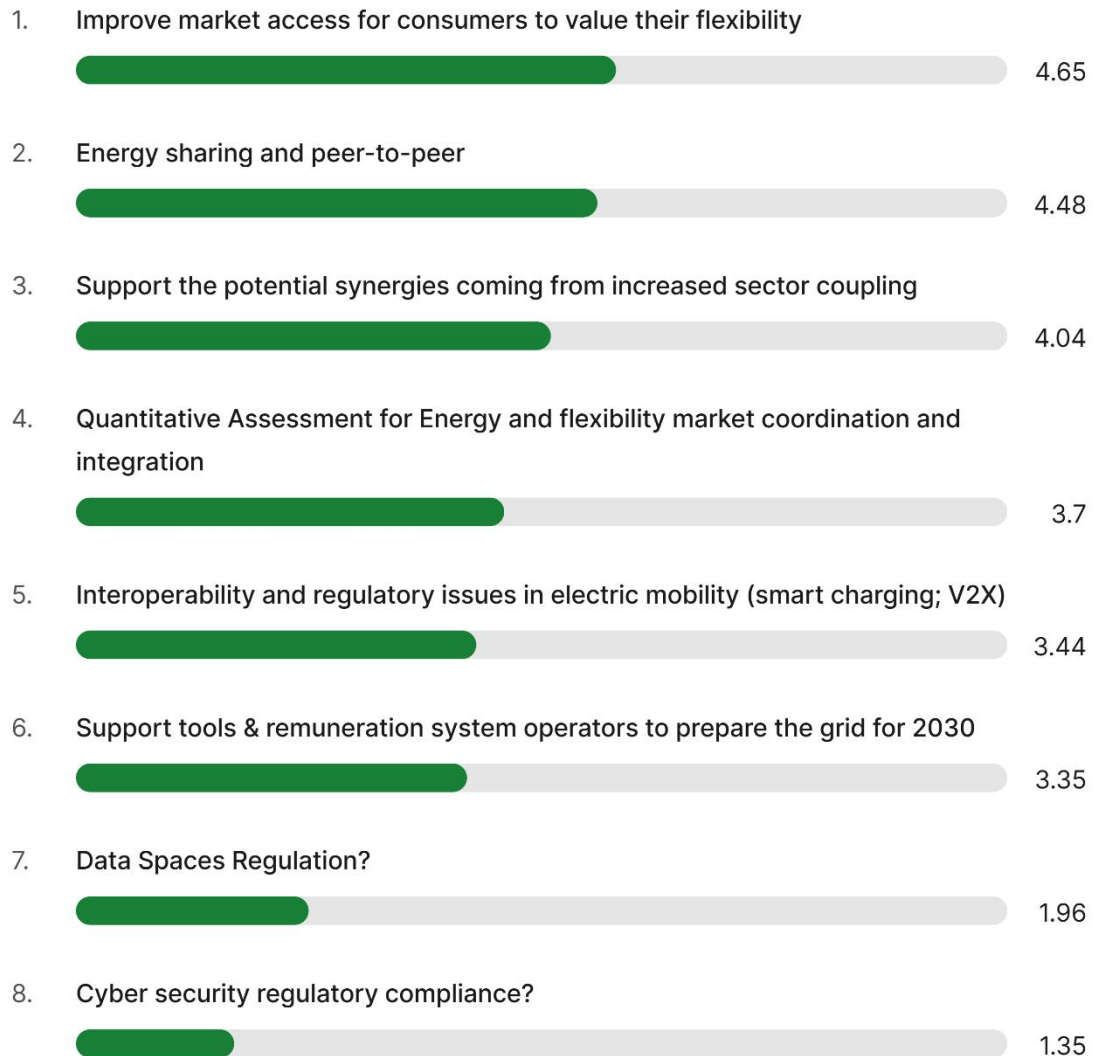 1. Improve market access for consumers to value their flexibility
4.65
2. Energy sharing and peer-to-peer
4.48
3. Support the potential synergies coming from increased sector coupling
4.04
4. Quantitative Assessment for Energy and flexibility market coordination and
integration
3.7
5. Interoperability and regulatory issues in electric mobility (smart charging; V2X)
3.44
6. Support tools & remuneration system operators to prepare the grid for 2030
3.35
7. Data Spaces Regulation?
1.96
8. Cyber security regulatory compliance?
1.35